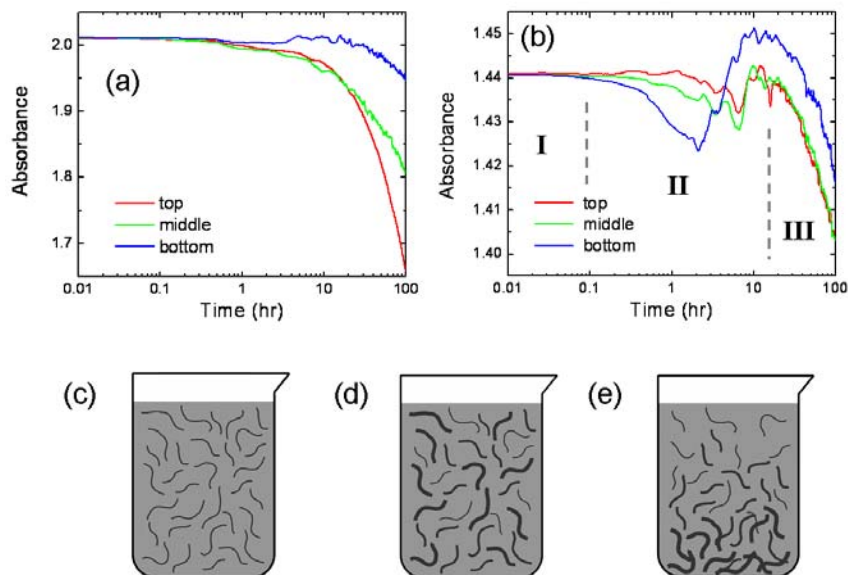 (a)
Absorbance
2.0
1.9
1.8
1.7
top
middle
bottom
0.01 0.1 1 10 100
Time (hr)
(b)
Absorbance
1.45
1.44
1.43
1.42
1.41
1.40
I
II
III
top
middle
bottom
0.01 0.1 1 10 100
Time (hr)
(c) (d) (e)